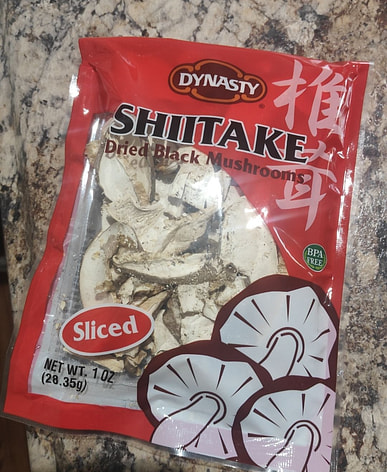 DYNASTY
椎茸
SHIITAKE
Dried Black Mushrooms
BPA
FREE
Sliced
NET WT. 1 OZ
(28.35g)